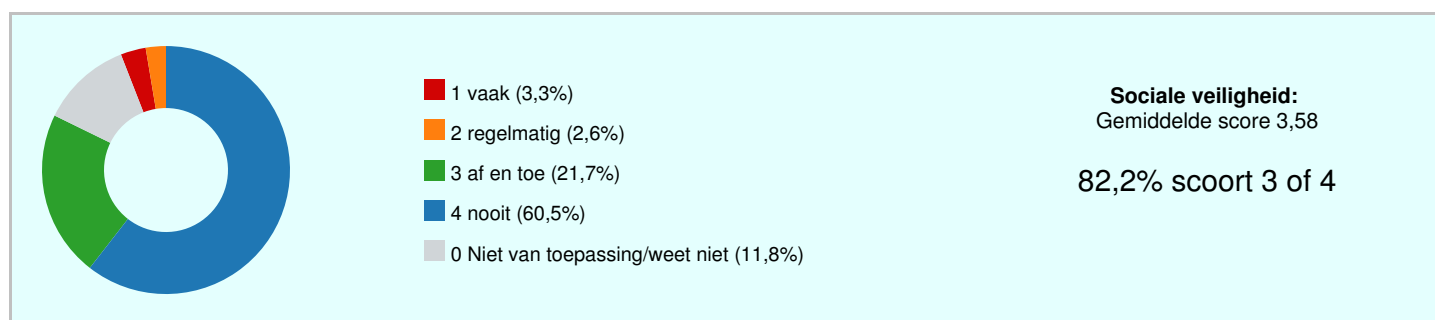 1 vaak (3,3%)
2 regelmatig (2,6%)
3 af en toe (21,7%)
4 nooit (60,5%)
0 Niet van toepassing/weet niet (11,8%)
Sociale veiligheid:
Gemiddelde score 3,58
82,2% scoort 3 of 4